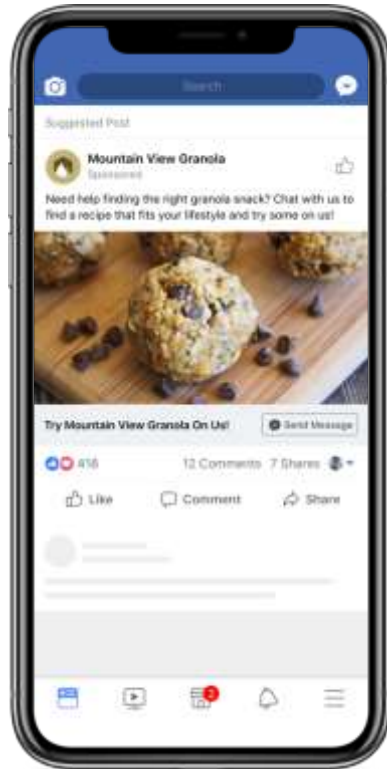 Search
Suggested Post
Mountain View Granola
Sponsored
Need help finding the right granola snack? Chat with us to
find a recipe that fits your lifestyle and try some on us!
Try Mountain View Granola On Us!
Send Message
416
12 Comments 7 Shares
Like Comment Share
2